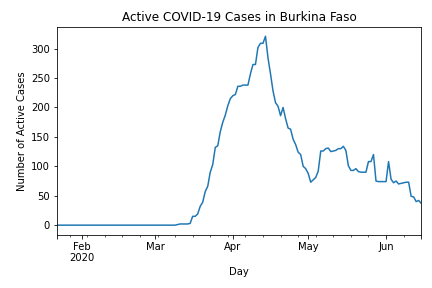 Active COVID-19 Cases in Burkina Faso
Number of Active Cases
300
250
200
150
100
50
0
Feb
2020
Mar
Apr
May
Jun
Day